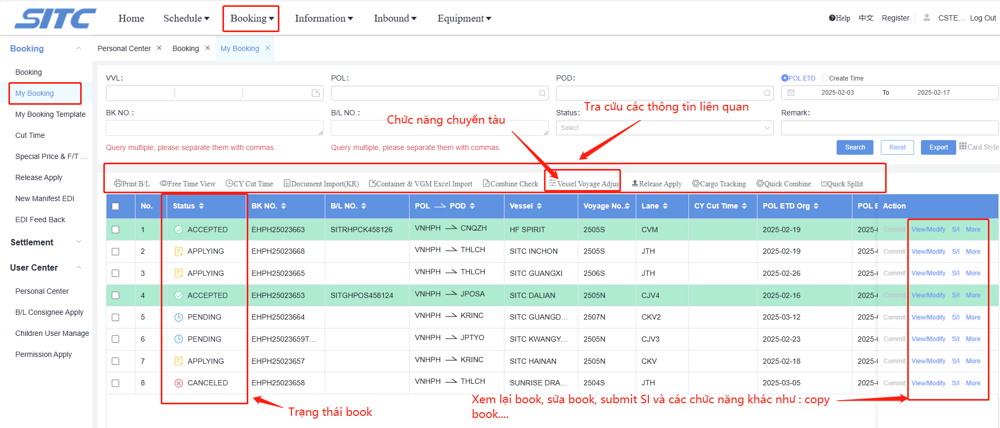 SITC
Home Schedule Booking Information Inbound Equipment
Help 中文 Register CSTE... Log Out
Booking
Booking
My Booking
My Booking Template
Cut Time
Special Price & F/T ...
Release Apply
New Manifest EDI
EDI Feed Back
Settlement
User Center
Personal Center
B/L Consignee Apply
Children User Manage
Permission Apply
Personal Center × Booking × My Booking ×
VVL: POL: POD: POL ETD Create Time
2025-02-03 To 2025-02-17
BK NO.: B/L NO.: Status: Remark:
Select
Tra cứu các thông tin liên quan
Chức năng chuyển tàu
Query multiple, please separate them with commas. Query multiple, please separate them with commas.
Search Reset Export Card Style
Print B/L Free Time View CY Cut Time Document Import(KR) Container & VGM Excel Import Combine Check Vessel Voyage Adjus Release Apply Cargo Tracking Quick Combine Quick Spllit
No. Status BK NO. B/L NO. POL POD Vessel Voyage No.. Lane CY Cut Time POL ETD Org POL E Action
1 ACCEPTED EHPH25023663 SITRHPCK458126 VNHPH CNQZH HF SPIRIT 2505S CVM 2025-02-19 2025- Commit View/Modify S/I More
2 APPLYING EHPH25023668 VNHPH THLCH SITC INCHON 2505S JTH 2025-02-19 2025- Commit View/Modify S/I More
3 APPLYING EHPH25023665 VNHPH THLCH SITC GUANGXI 2506S JTH 2025-02-26 2025- Commit View/Modify S/I More
4 ACCEPTED EHPH25023653 SITGHPOS458124 VNHPH JPOSA SITC DALIAN 2505N CJV4 2025-02-16 2025- Commit View/Modify S/I More
5 PENDING EHPH25023664 VNHPH KRINC SITC GUANGD... 2507N CKV2 2025-03-12 2025- Commit View/Modify S/I More
6 PENDING EHPH25023659T... VNHPH JPTYO SITC KWANGY... 2505N CJV3 2025-02-23 2025- Commit View/Modify S/I More
7 APPLYING EHPH25023657 VNHPH KRINC SITC HAINAN 2505N CKV 2025-02-18 2025- Commit View/Modify S/I More
8 CANCELED EHPH25023658 VNHPH THLCH SUNRISE DRA... 2504S JTH 2025-03-05 2025- Commit View/Modify S/I More
Trạng thái book
Xem lại book, sửa book, submit SI và các chức năng khác như : copy
book....